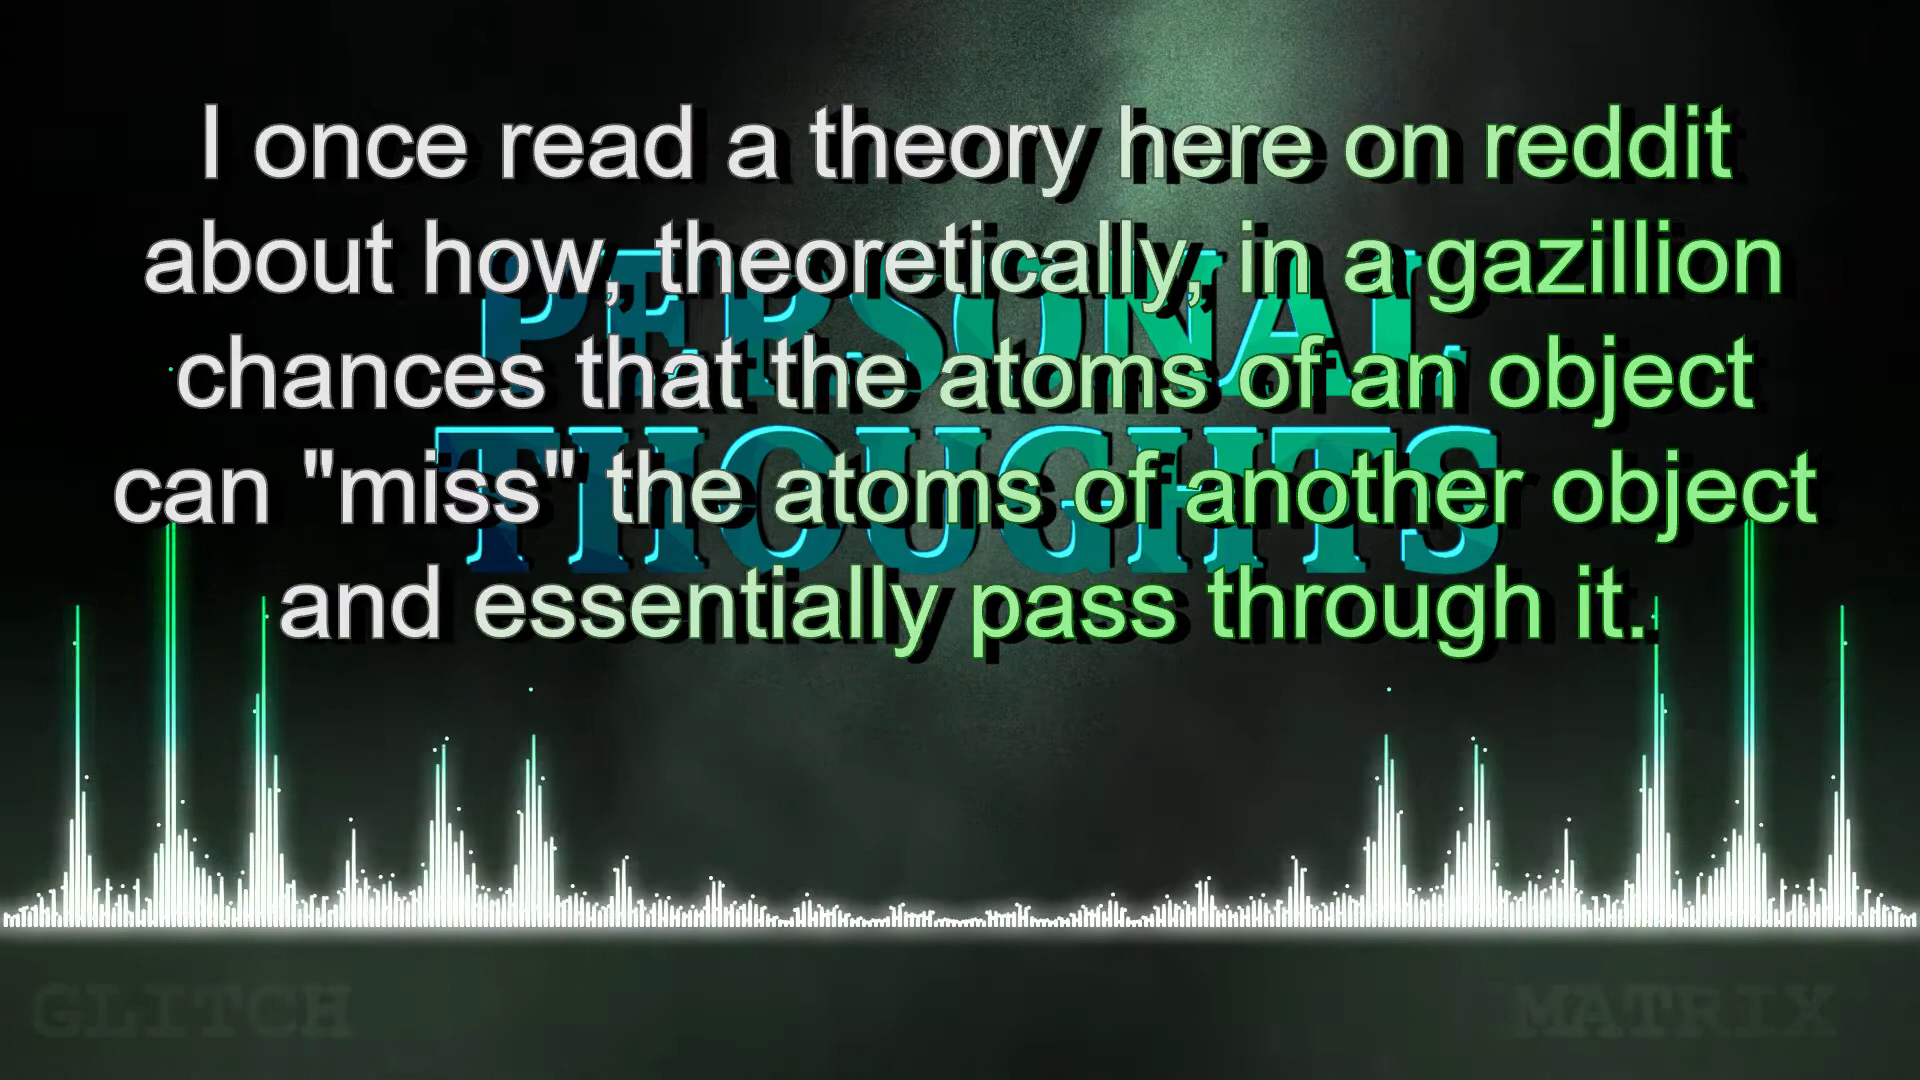 I once read a theory here on reddit
about how, theoretically, in a gazillion
chances that the atoms of an object
can "miss" the atoms of another object
and essentially pass through it.
PERSONAL
THOUGHTS
GLITCH
MATRIX